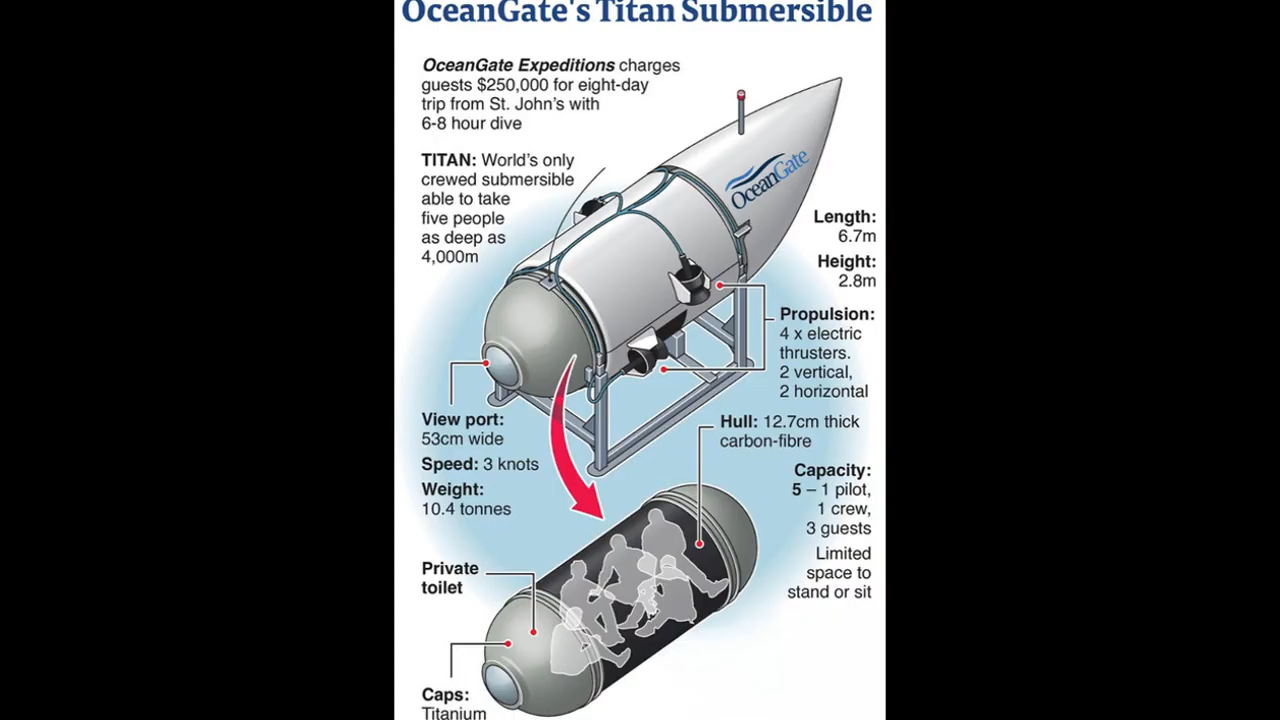 OceanGate's Titan Submersible
OceanGate Expeditions charges
guests $250,000 for eight-day
trip from St. John's with
6-8 hour dive
TITAN: World's only
crewed submersible
able to take
five people
as deep as
4,000m
OceanGate
Length:
6.7m
Height:
2.8m
Propulsion:
4 x electric
thrusters.
2 vertical,
2 horizontal
View port:
53cm wide
Speed: 3 knots
Weight:
10.4 tonnes
Hull: 12.7cm thick
carbon-fibre
Capacity:
5 – 1 pilot,
1 crew,
3 guests
Limited
space to
stand or sit
Private
toilet
Caps:
Titanium